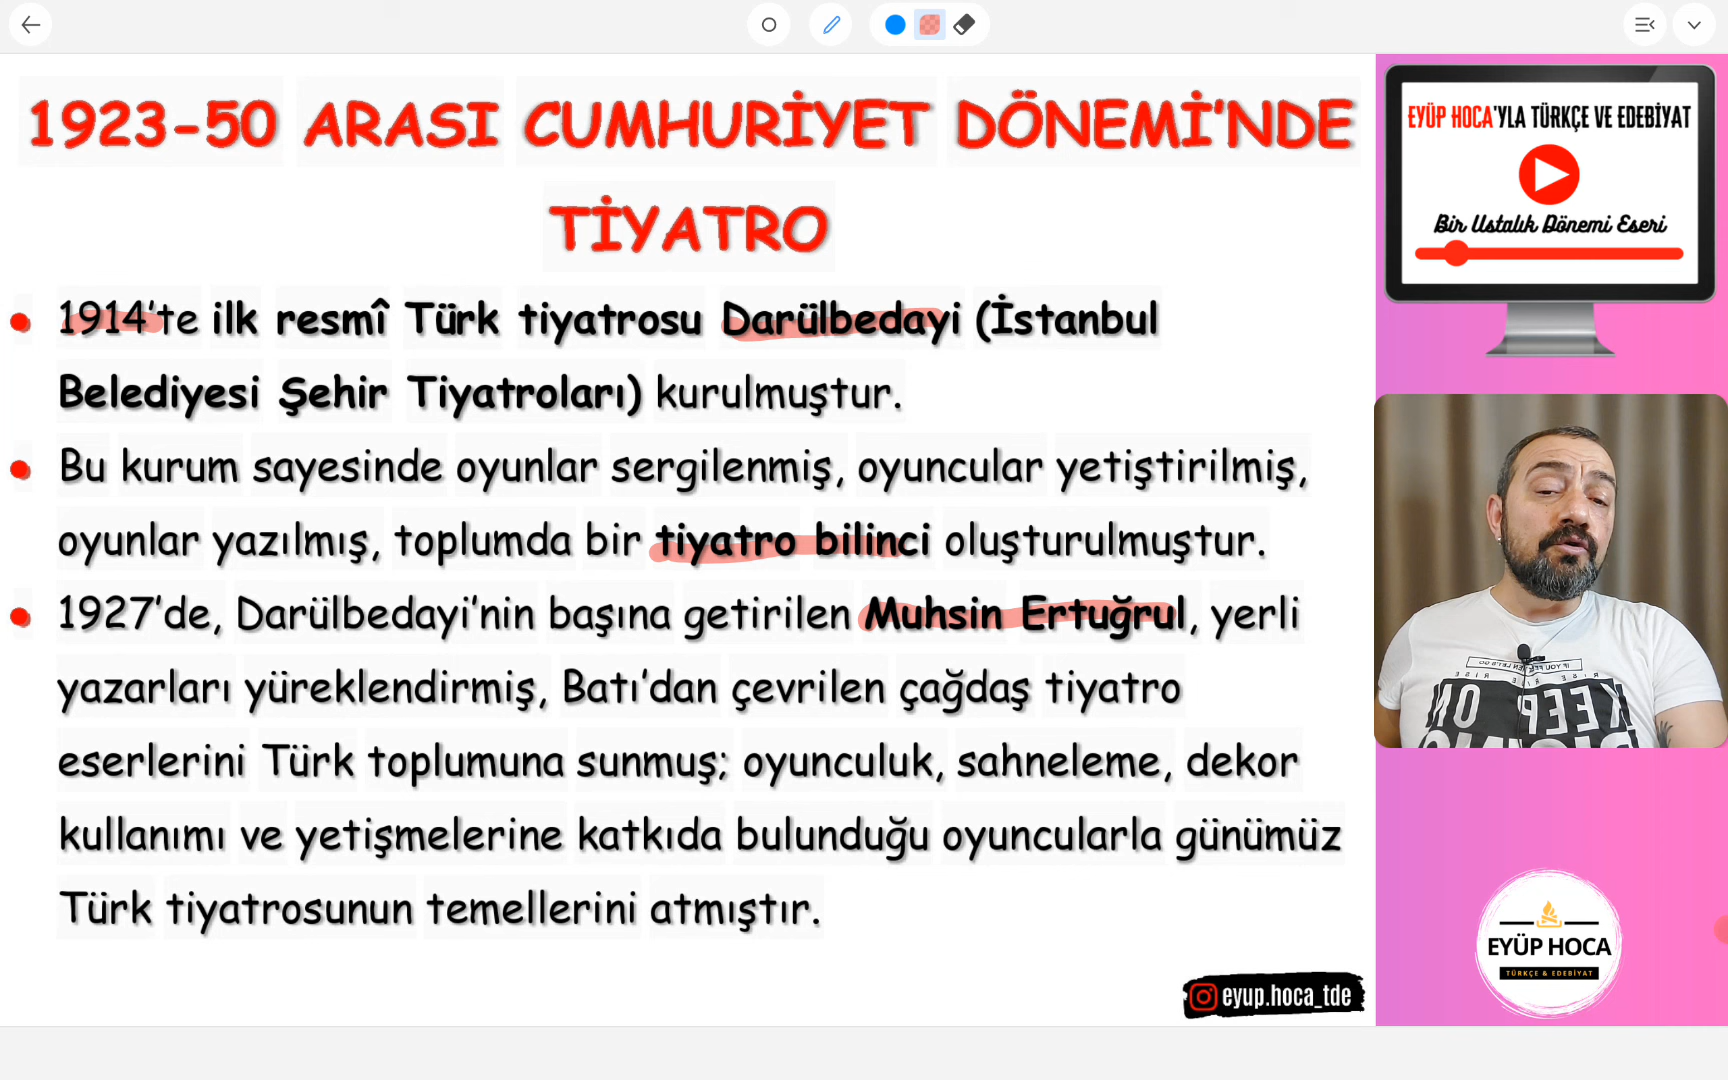 1923-50 ARASI CUMHURİYET DÖNEMİ'NDE
TİYATRO
1914'te ilk resmî Türk tiyatrosu Darülbedayi (İstanbul
Belediyesi Şehir Tiyatroları) kurulmuştur.
Bu kurum sayesinde oyunlar sergilenmiş, oyuncular yetiştirilmiş,
oyunlar yazılmış, toplumda bir tiyatro bilinci oluşturulmuştur.
1927'de, Darülbedayi'nin başına getirilen Muhsin Ertuğrul, yerli
yazarları yüreklendirmiş, Batı'dan çevrilen çağdaş tiyatro
eserlerini Türk toplumuna sunmuş; oyunculuk, sahneleme, dekor
kullanımı ve yetişmelerine katkıda bulunduğu oyuncularla günümüz
Türk tiyatrosunun temellerini atmıştır.
eyup.hoca_tde
EYÜP HOCA'YLA TÜRKÇE VE EDEBİYAT
Bir Ustalık Dönemi Eseri
KEEP
ON
EYÜP HOCA
TÜRKÇE & EDEBİYAT